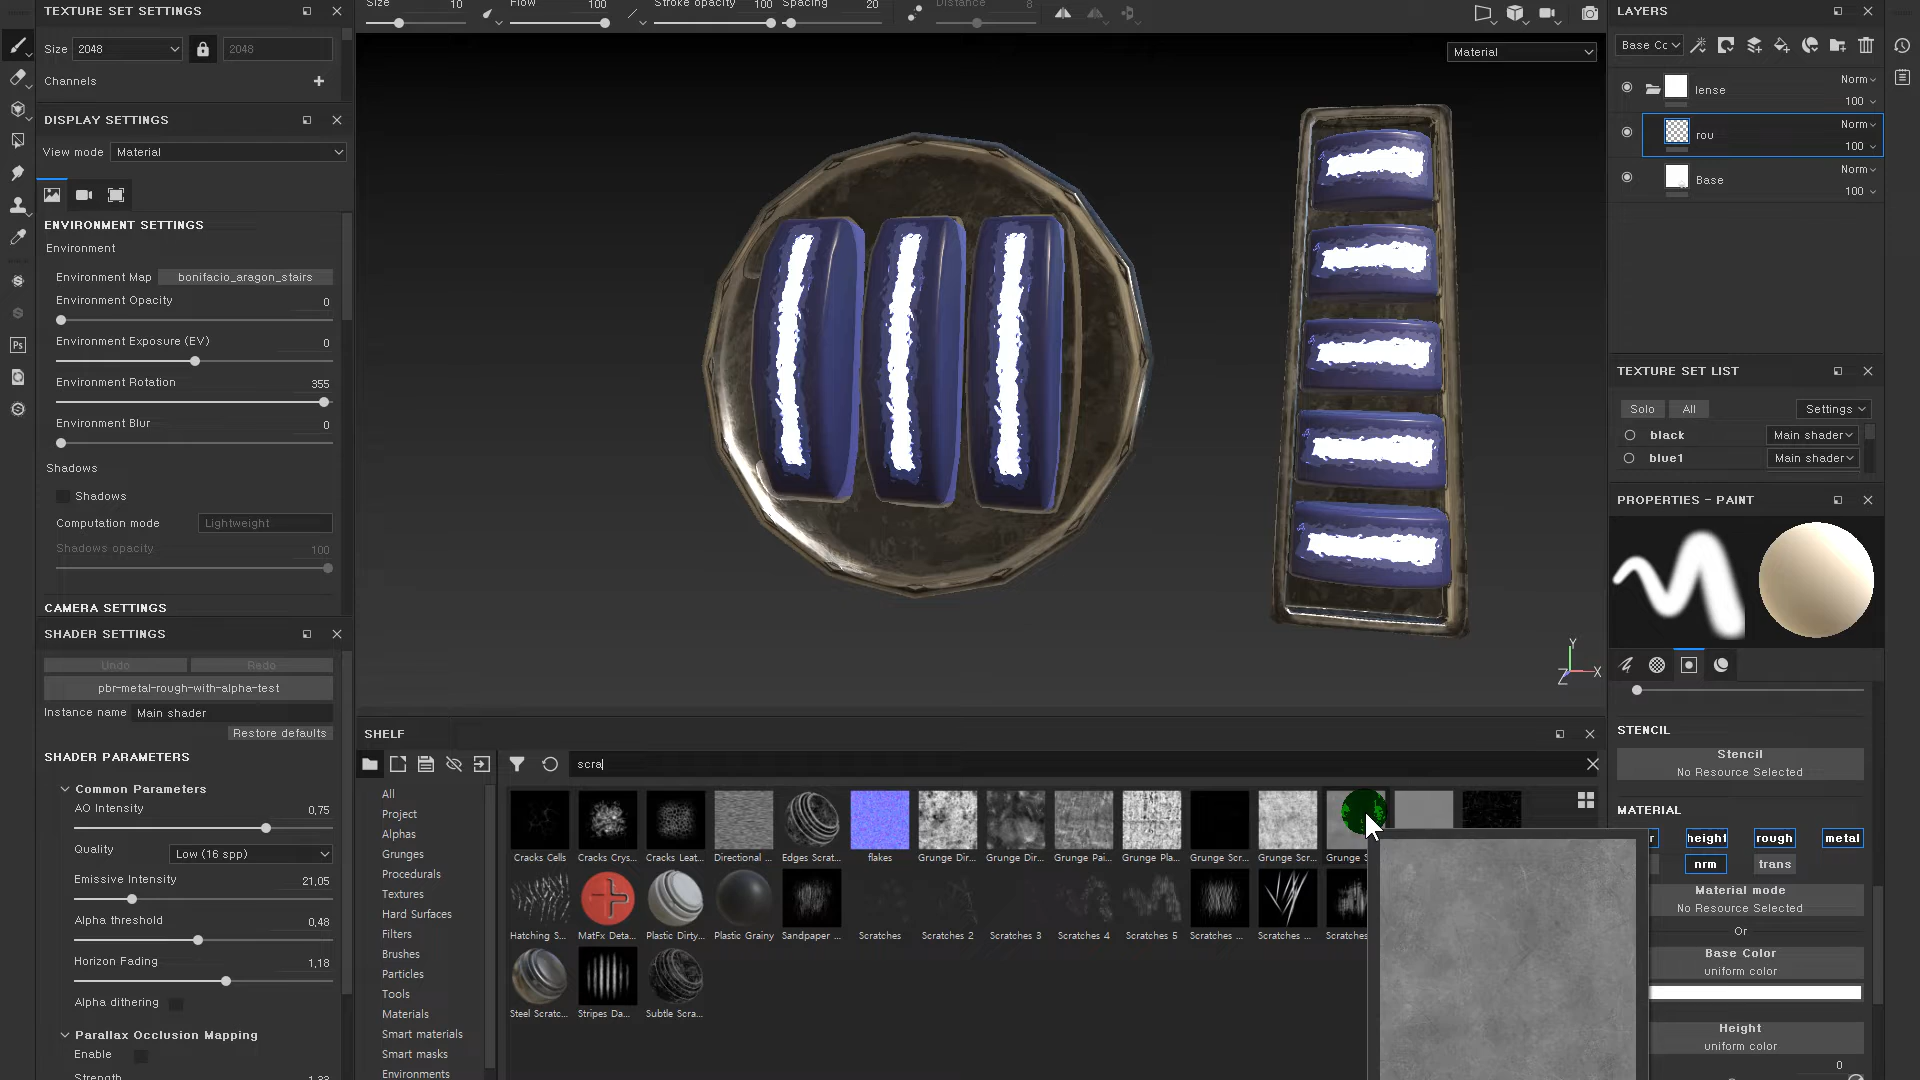 TEXTURE SET SETTINGS
Size 2048 2048
Channels
DISPLAY SETTINGS
View mode Material
ENVIRONMENT SETTINGS
Environment
Environment Map bonifacio_aragon_stairs
Environment Opacity 0
Environment Exposure (EV) 0
Environment Rotation 355
Environment Blur 0
Shadows
Shadows
Computation mode Lightweight
Shadows opacity 100
CAMERA SETTINGS
SHADER SETTINGS
Undo Redo
pbr-metal-rough-with-alpha-test
Instance name Main shader
Restore defaults
SHADER PARAMETERS
Common Parameters
AO Intensity 0,75
Quality Low (16 spp)
Emissive Intensity 21,05
Alpha threshold 0,48
Horizon Fading 1,18
Alpha dithering
Parallax Occlusion Mapping
Enable
Strength
Size 10 Flow 100 Stroke opacity 100 Spacing 20 Distance 8
Material
SHELF
scra
All
Project
Alphas
Grunges
Procedurals
Textures
Hard Surfaces
Filters
Brushes
Particles
Tools
Materials
Smart materials
Smart masks
Environments
Cracks Cells Cracks Crys... Cracks Leat... Directional ... Edges Scrat... flakes Grunge Dir... Grunge Dir... Grunge Pai... Grunge Pla... Grunge Scr... Grunge Scr... Grunge S
Hatching S... MatFx Deta... Plastic Dirty... Plastic Grainy Sandpaper ... Scratches Scratches 2 Scratches 3 Scratches 4 Scratches 5 Scratches ... Scratches ... Scratches
Steel Scratc... Stripes Da... Subtle Scra...
Y
X
Z
LAYERS
Base Cc
lense Norm 100
rou Norm 100
Base Norm 100
TEXTURE SET LIST
Solo All Settings
black Main shader
blue1 Main shader
PROPERTIES - PAINT
STENCIL
Stencil
No Resource Selected
MATERIAL
r height rough metal
nrm trans
Material mode
No Resource Selected
Or
Base Color
uniform color
Height
uniform color
0
Ps